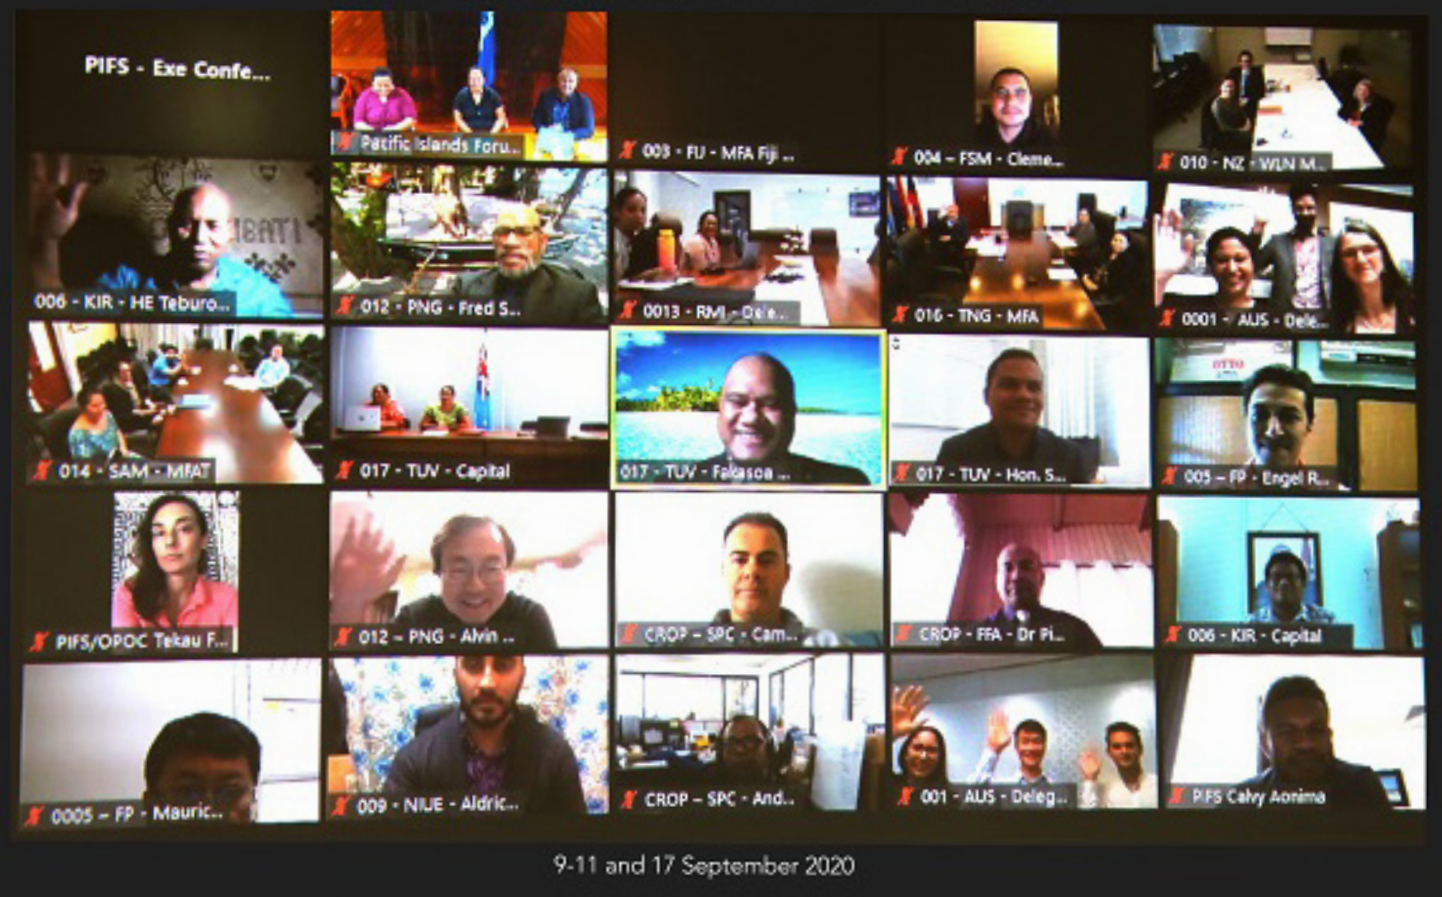 PIFS - Exe Confe...
Pacific Islands Foru...
003 - FIJ - MFA Fiji ...
004 – FSM - Cleme...
010 - NZ - WLN M...
006 - KIR - HE Teburo...
012 - PNG - Fred S...
0013 - RMI - Dele...
016 - TNG - MFA
0001 - AUS - Dele...
014 - SAM - MFAT
017 - TUV - Capital
017 - TUV - Fakasoa ...
017 - TUV - Hon. S...
OTTO
005 – FP - Engel R...
PIFS/OPOC Tekau F...
012 – PNG - Alvin ...
CROP – SPC - Cam...
CROP - FFA - Dr Pi...
006 - KIR - Capital
0005 – FP - Mauric...
009 - NIUE - Aldric...
CROP – SPC - And...
001 - AUS - Deleg...
PIFS Calvy Aonima
9-11 and 17 September 2020